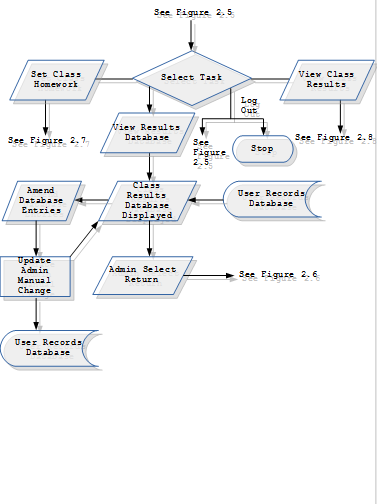 See Figure 2.5
Set Class
Homework
Select Task
View Class
Results
Log
Out
See Figure 2.7
View Results
Database
See
Figure
2.5
Stop
See Figure 2.8
Amend
Database
Entries
Class
Results
Database
Displayed
User Records
Database
Update
Admin
Manual
Change
Admin Select
Return
See Figure 2.6
User Records
Database